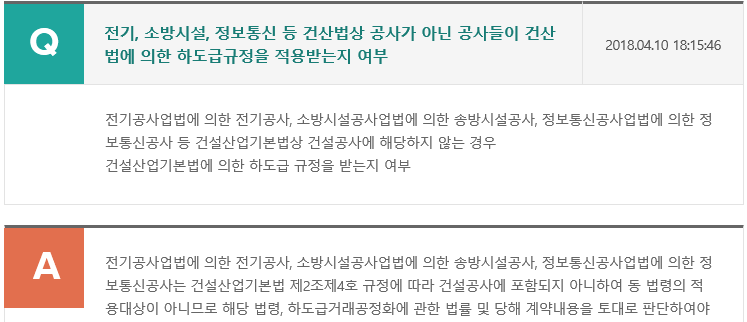 Q
전기, 소방시설, 정보통신 등 건산법상 공사가 아닌 공사들이 건산
법에 의한 하도급규정을 적용받는지 여부
2018.04.10 18:15:46
전기공사업법에 의한 전기공사, 소방시설공사업법에 의한 송방시설공사, 정보통신공사업법에 의한 정
보통신공사 등 건설산업기본법상 건설공사에 해당하지 않는 경우
건설산업기본법에 의한 하도급 규정을 받는지 여부
A
전기공사업법에 의한 전기공사, 소방시설공사업법에 의한 송방시설공사, 정보통신공사업법에 의한 정
보통신공사는 건설산업기본법 제2조제4호 규정에 따라 건설공사에 포함되지 아니하여 동 법령의 적
용대상이 아니므로 해당 법령, 하도급거래공정화에 관한 법률 및 당해 계약내용을 토대로 판단하여야